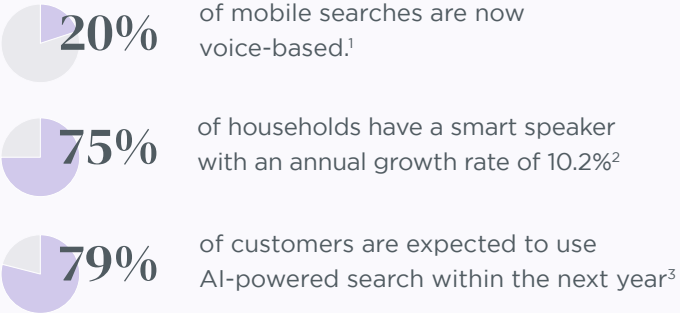 20%
of mobile searches are now
voice-based.¹
75%
of households have a smart speaker
with an annual growth rate of 10.2%²
79%
of customers are expected to use
AI-powered search within the next year³